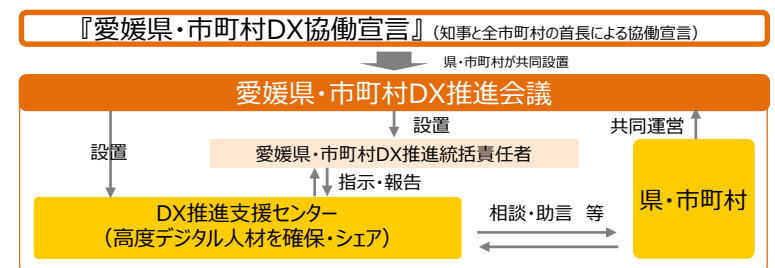 『愛媛県・市町村DX協働宣言』（知事と全市町村の首長による協働宣言）
県・市町村が共同設置
愛媛県・市町村DX推進会議
設置
設置
共同運営
愛媛県・市町村DX推進統括責任者
指示・報告
県・市町村
DX推進支援センター
（高度デジタル人材を確保・シェア）
相談・助言　等